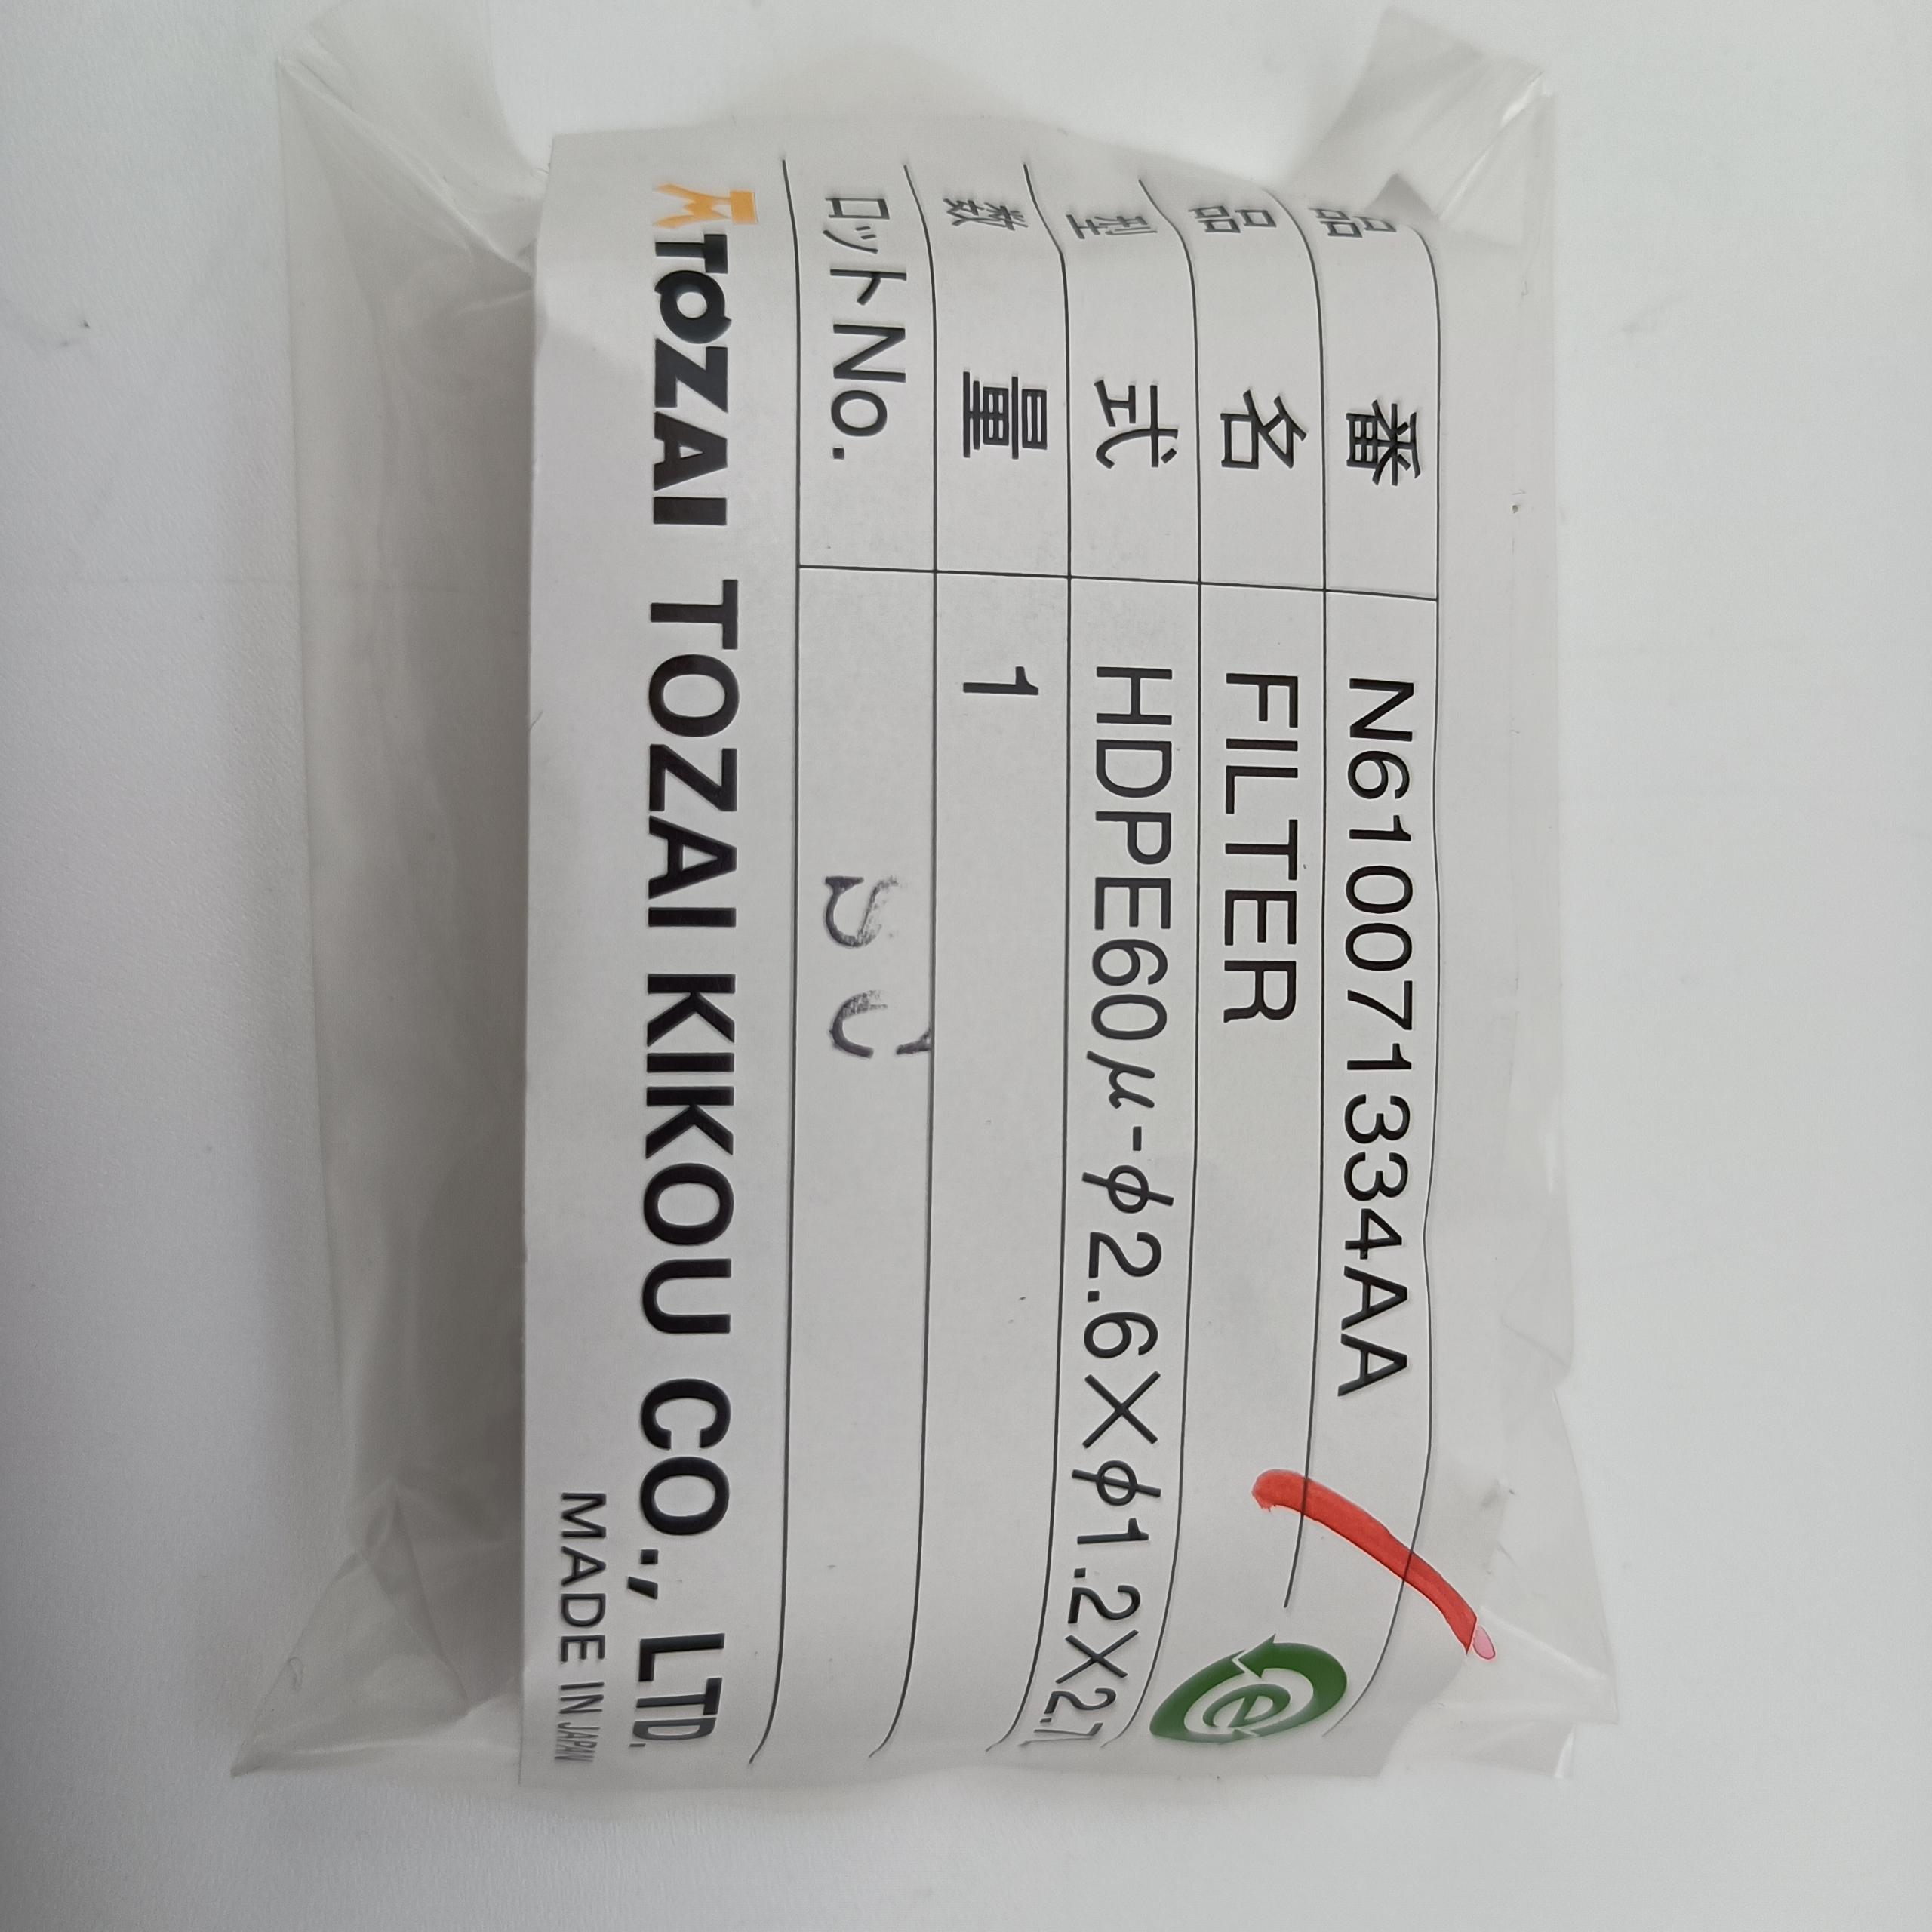 品番 N610071334AA
品名 FILTER
型式 HDPE60μ-φ2.6×φ1.2×2.7
数量 1
ロットNo.
TOZAI TOZAI KIKOU CO., LTD.
MADE IN JAPAN
e